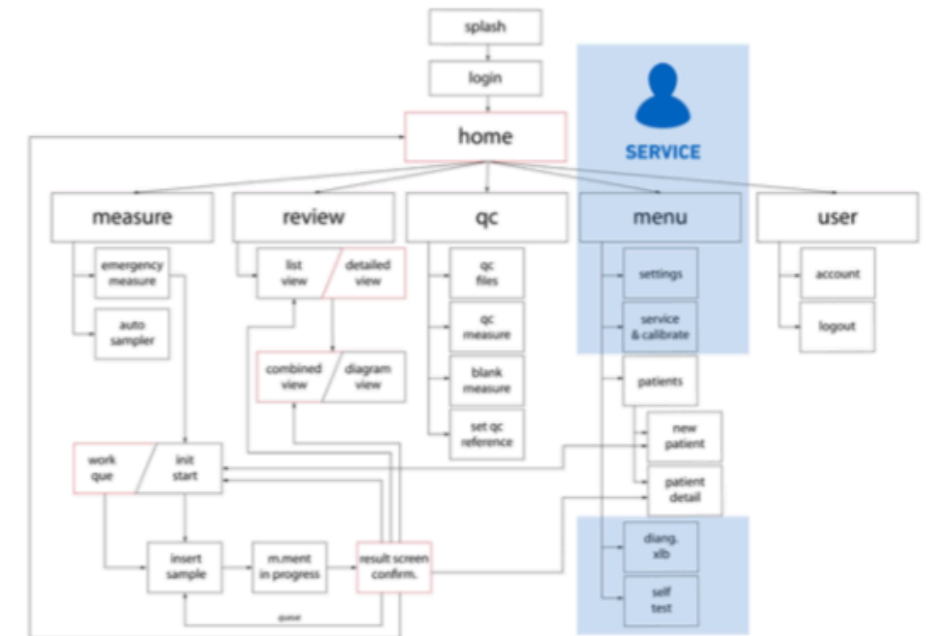 splash
login
home
SERVICE
measure
review
qc
menu
user
emergency
measure
auto
sampler
list
view
detailed
view
combined
view
diagram
view
qc
files
qc
measure
blank
measure
set qc
reference
settings
service
& calibrate
patients
new
patient
patient
detail
diang.
xlb
self
test
account
logout
work
que
init
start
insert
sample
m.ment
in progress
result screen
confirm.